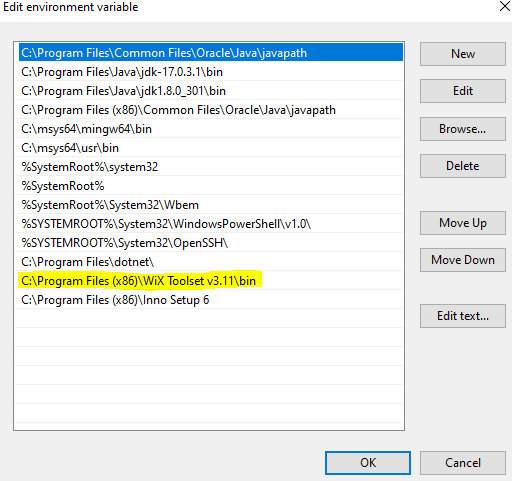 Edit environment variable
C:\Program Files\Common Files\Oracle\Java\javapath
New
C:\Program Files\Java\jdk-17.0.3.1\bin
C:\Program Files\Java\jdk1.8.0_301\bin
Edit
C:\Program Files (x86)\Common Files\Oracle\Java\javapath
C:\msys64\mingw64\bin
Browse...
C:\msys64\usr\bin
%SystemRoot%\system32
Delete
%SystemRoot%
%SystemRoot%\System32\Wbem
%SYSTEMROOT%\System32\WindowsPowerShell\v1.0\
Move Up
%SYSTEMROOT%\System32\OpenSSH\
C:\Program Files\dotnet\
Move Down
C:\Program Files (x86)\WiX Toolset v3.11\bin
C:\Program Files (x86)\Inno Setup 6
Edit text...
OK
Cancel